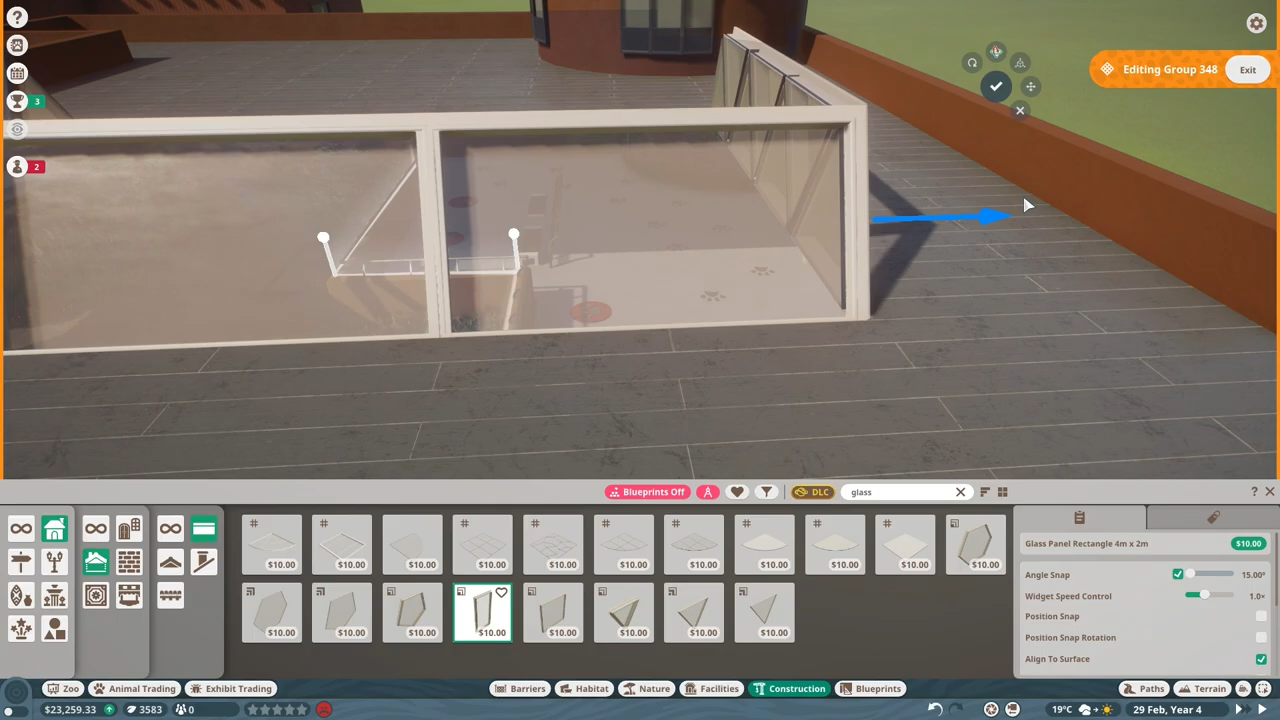 3
2
Editing Group 348
Exit
Blueprints Off
DLC
glass
$10.00 $10.00 $10.00 $10.00 $10.00 $10.00 $10.00 $10.00 $10.00 $10.00 $10.00
$10.00 $10.00 $10.00 $10.00 $10.00 $10.00 $10.00 $10.00
Glass Panel Rectangle 4m x 2m $10.00
Angle Snap 15.00°
Widget Speed Control 1.0×
Position Snap
Position Snap Rotation
Align To Surface
Zoo Animal Trading Exhibit Trading Barriers Habitat Nature Facilities Construction Blueprints Paths Terrain
$23,259.33 3583 0 19°C 29 Feb, Year 4